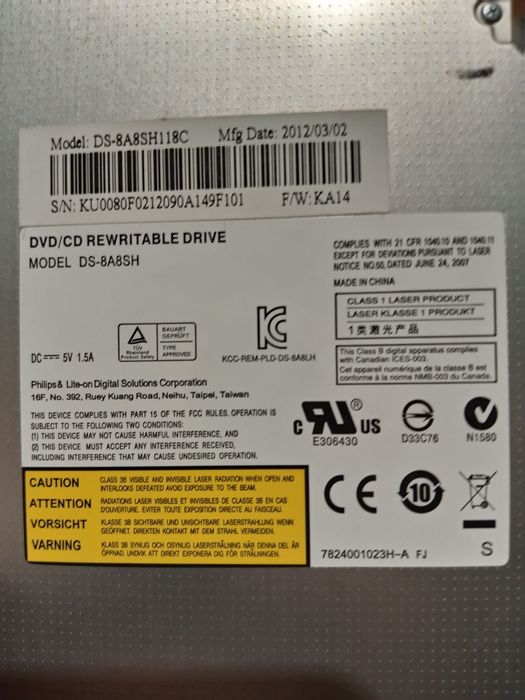 Model: DS-8A8SH118C Mfg Date: 2012/03/02
S/N: KU0080F0212090A149F101 F/W: KA14
DVD/CD REWRITABLE DRIVE
MODEL DS-8A8SH
COMPLIES WITH 21 CFR 1040.10 AND 1040.11
EXCEPT FOR DEVIATIONS PURSUANT TO LASER
NOTICE NO.50, DATED JUNE 24, 2007
MADE IN CHINA
CLASS 1 LASER PRODUCT
LASER KLASSE 1 PRODUKT
1类激光产品
DC 5V 1.5A
TÜV
Rheinland
Product Safety
BAUART
GEPRÜFT
TYPE
APPROVED
KCC-REM-PLD-DS-8A8LH
This Class B digital apparatus complies
with Canadian ICES-003.
Cet appareil numérique de la classe B est
conforme à la norme NMB-003 du Canada.
Philips & Lite-on Digital Solutions Corporation
16F, No. 392, Ruey Kuang Road, Neihu, Taipei, Taiwan
THIS DEVICE COMPLIES WITH PART 15 OF THE FCC RULES. OPERATION IS
SUBJECT TO THE FOLLOWING TWO CONDITIONS:
(1) THIS DEVICE MAY NOT CAUSE HARMFUL INTERFERENCE, AND
(2) THIS DEVICE MUST ACCEPT ANY INTERFERENCE RECEIVED,
INCLUDING INTERFERENCE THAT MAY CAUSE UNDESIRED OPERATION.
C RU ® US
E306430
D33C76
N1580
CAUTION CLASS 3B VISIBLE AND INVISIBLE LASER RADIATION WHEN OPEN AND
INTERLOCKS DEFEATED AVOID EXPOSURE TO THE BEAM.
ATTENTION RADIATIONS LASER VISIBLES ET INVISIBLES DE CLASSE 3B EN CAS
D'OUVERTURE. EVITER TOUTE EXPOSITION DIRECTE AU FAISCEAU.
VORSICHT KLASSE 3B SICHTBARE UND UNSICHTBARE LASERSTRAHLUNG WENN
GEÖFFNET. DIREKTEN KONTAKT MIT DEM STRAHL VERMEIDEN.
VARNING KLASS 3B SYNLIG OCH OSYNLIG LASERSTRÅLNING NÄR DENNA DEL ÄR
ÖPPNAD. UNDVIK ATT DIREKT EXPONERA DIG FÖR STRÅLNINGEN.
CE 10
7824001023H-A FJ S